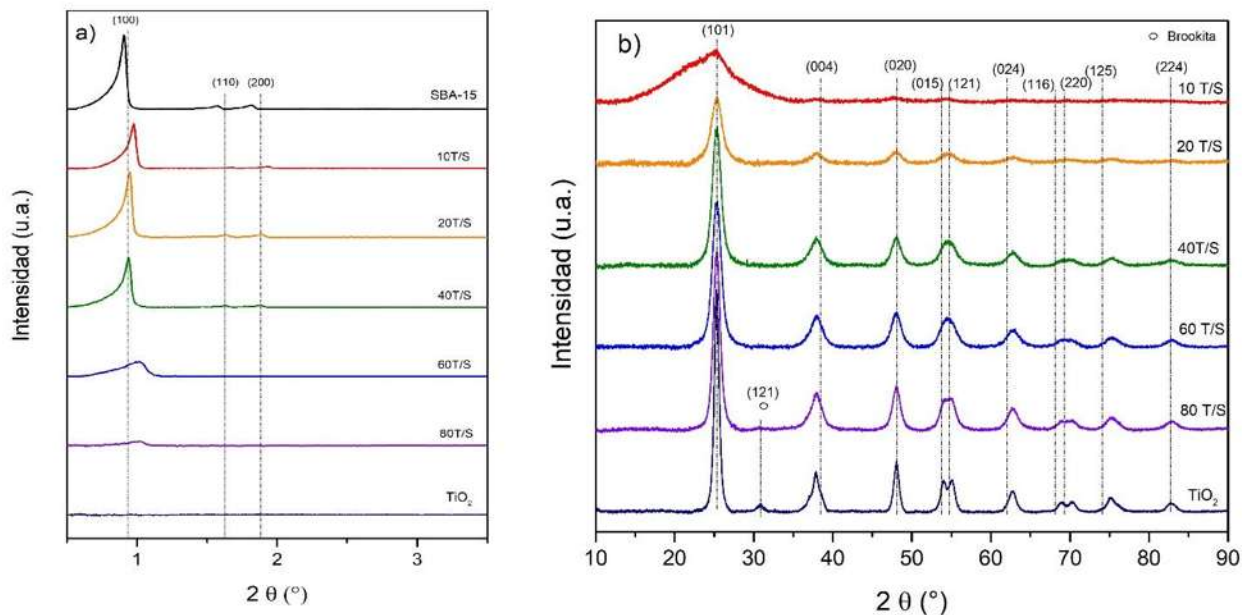 a)
(100)
(110)
(200)
SBA-15
10T/S
20T/S
40T/S
60T/S
80T/S
TiO₂
Intensidad (u.a.)
1
2
3
2 θ (°)
b)
○ Brookita
(101)
(004)
(020)
(015)
(121)
(024)
(116)
(220)
(125)
(224)
10 T/S
20 T/S
40T/S
60 T/S
80 T/S
(121)
○
TiO₂
Intensidad (u.a.)
10
20
30
40
50
60
70
80
90
2 θ (°)